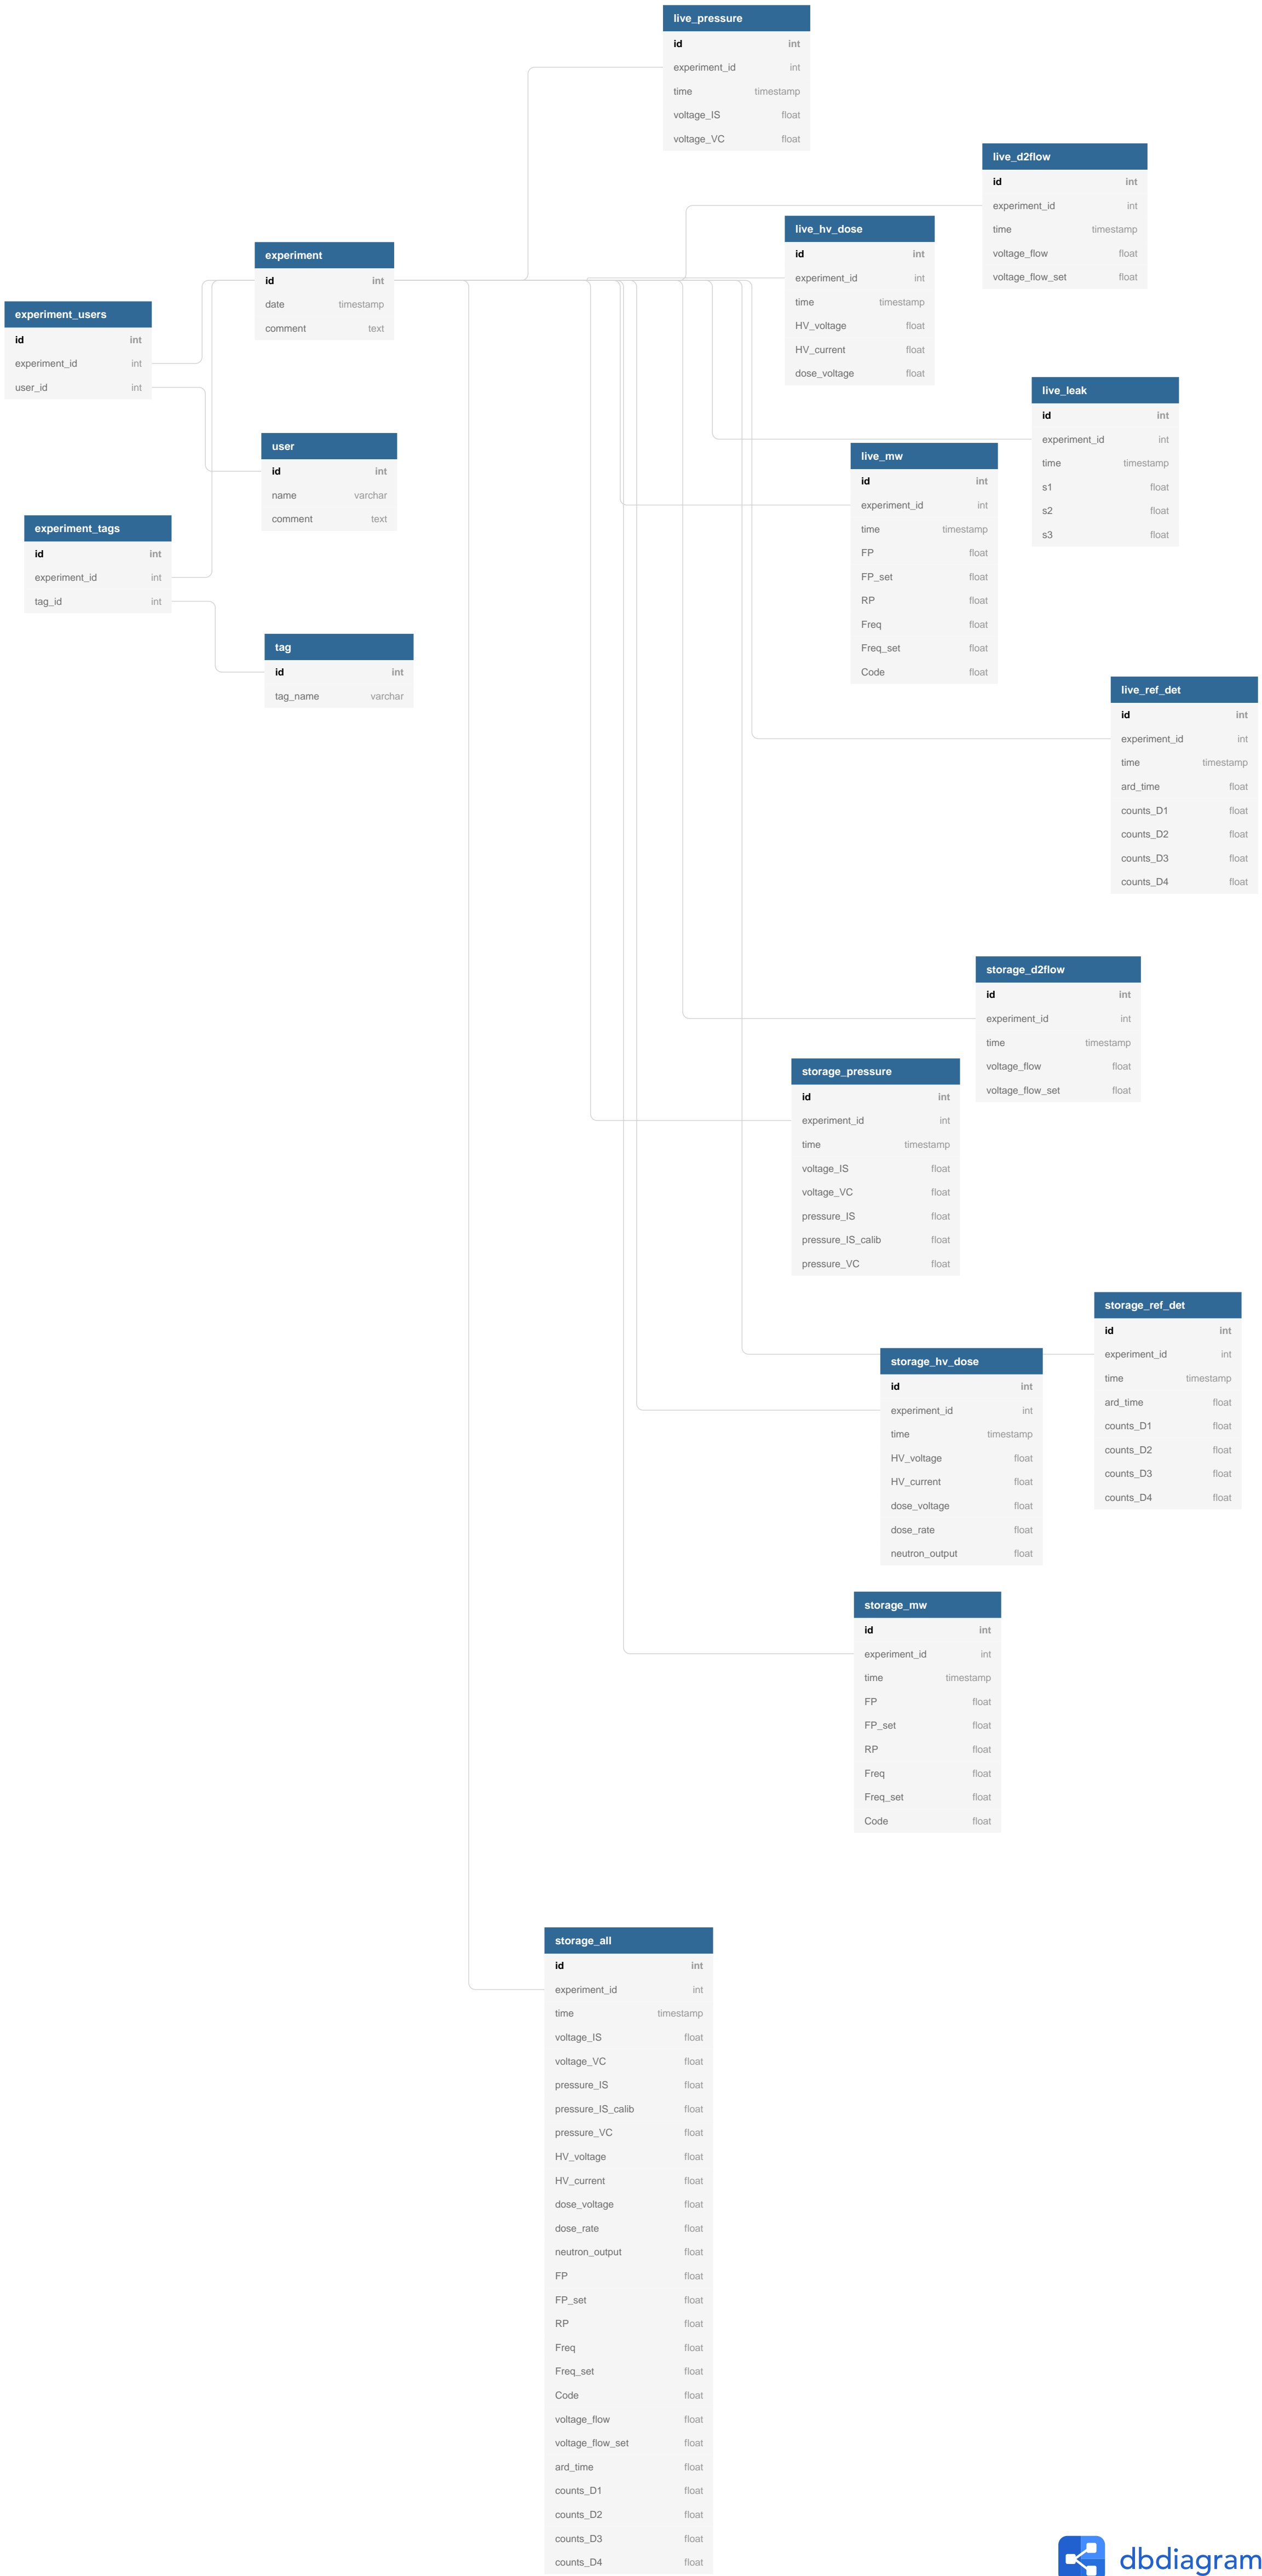 live_pressure
id int
experiment_id int
time timestamp
voltage_IS float
voltage_VC float
live_d2flow
id int
experiment_id int
time timestamp
voltage_flow float
voltage_flow_set float
live_hv_dose
id int
experiment_id int
time timestamp
HV_voltage float
HV_current float
dose_voltage float
experiment
id int
date timestamp
comment text
experiment_users
id int
experiment_id int
user_id int
live_leak
id int
experiment_id int
time timestamp
s1 float
s2 float
s3 float
user
id int
name varchar
comment text
live_mw
id int
experiment_id int
time timestamp
FP float
FP_set float
RP float
Freq float
Freq_set float
Code float
experiment_tags
id int
experiment_id int
tag_id int
tag
id int
tag_name varchar
live_ref_det
id int
experiment_id int
time timestamp
ard_time float
counts_D1 float
counts_D2 float
counts_D3 float
counts_D4 float
storage_d2flow
id int
experiment_id int
time timestamp
voltage_flow float
voltage_flow_set float
storage_pressure
id int
experiment_id int
time timestamp
voltage_IS float
voltage_VC float
pressure_IS float
pressure_IS_calib float
pressure_VC float
storage_ref_det
id int
experiment_id int
time timestamp
ard_time float
counts_D1 float
counts_D2 float
counts_D3 float
counts_D4 float
storage_hv_dose
id int
experiment_id int
time timestamp
HV_voltage float
HV_current float
dose_voltage float
dose_rate float
neutron_output float
storage_mw
id int
experiment_id int
time timestamp
FP float
FP_set float
RP float
Freq float
Freq_set float
Code float
storage_all
id int
experiment_id int
time timestamp
voltage_IS float
voltage_VC float
pressure_IS float
pressure_IS_calib float
pressure_VC float
HV_voltage float
HV_current float
dose_voltage float
dose_rate float
neutron_output float
FP float
FP_set float
RP float
Freq float
Freq_set float
Code float
voltage_flow float
voltage_flow_set float
ard_time float
counts_D1 float
counts_D2 float
counts_D3 float
counts_D4 float
dbdiagram